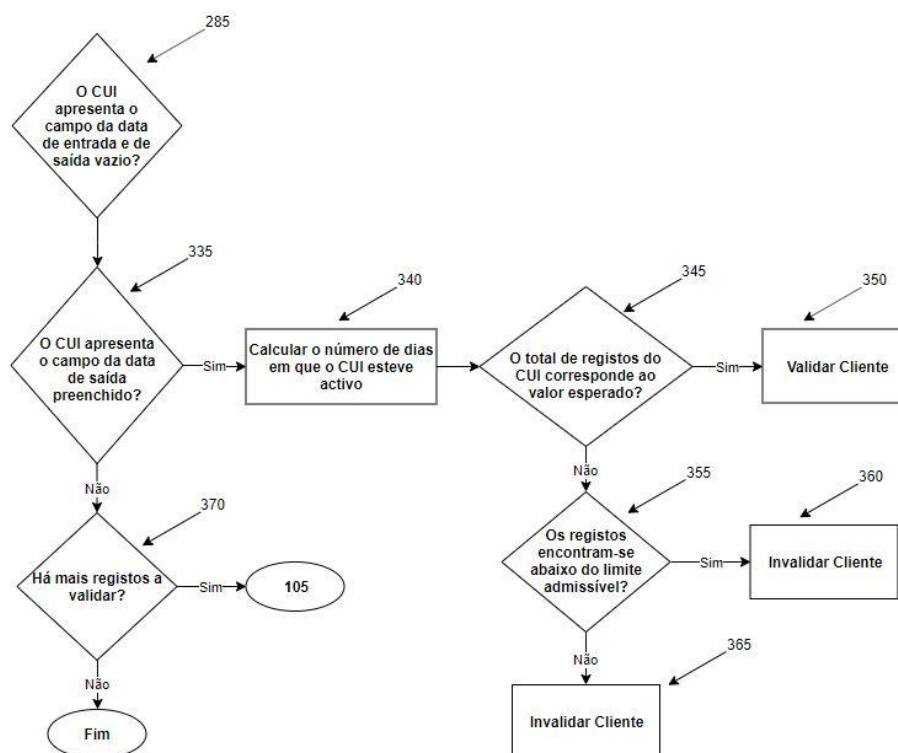 285
O CUI
apresenta o
campo da data
de entrada e de
saída vazio?
335
O CUI apresenta
o campo da data
de saída
preenchido?
Sim
340
Calcular o número de dias
em que o CUI esteve
activo
345
O total de registos do
CUI corresponde ao
valor esperado?
Sim
350
Validar Cliente
Não
355
Os registos
encontram-se
abaixo do limite
admissível?
Sim
360
Invalidar Cliente
Não
365
Invalidar Cliente
Não
370
Há mais registos a
validar?
Sim
105
Não
Fim